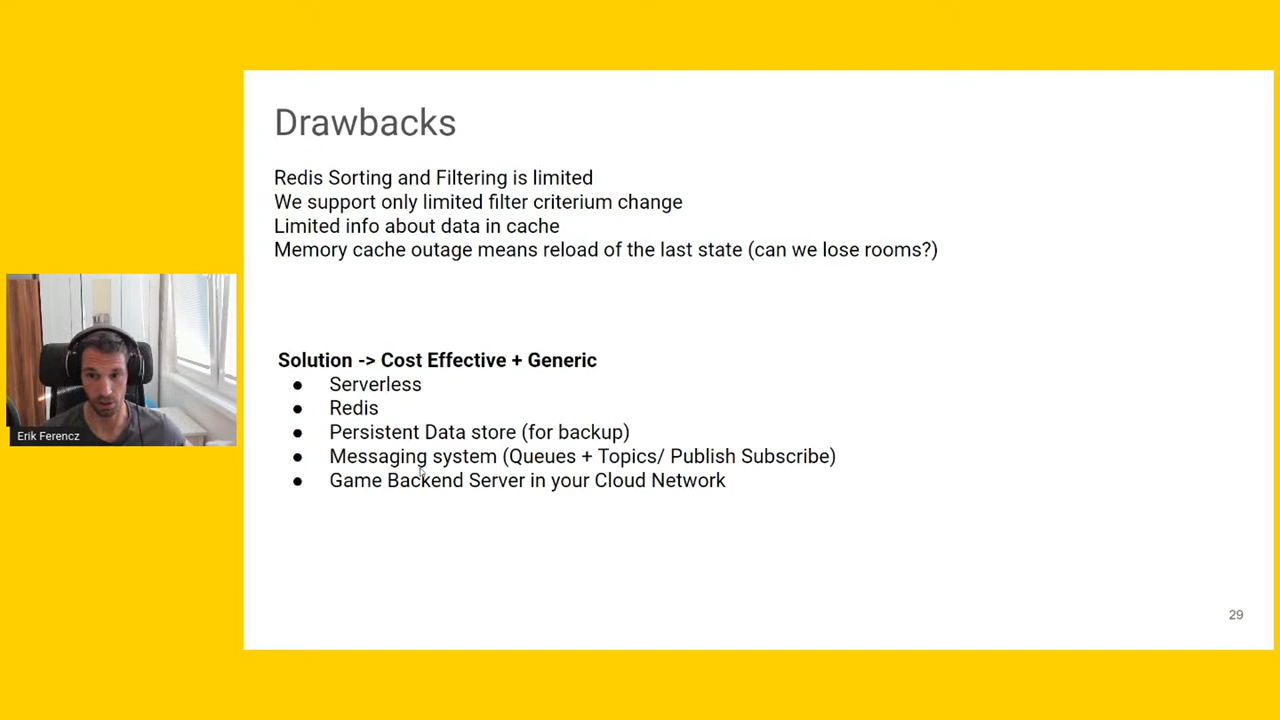 Drawbacks
Redis Sorting and Filtering is limited
We support only limited filter criterium change
Limited info about data in cache
Memory cache outage means reload of the last state (can we lose rooms?)
Erik Ferencz
Solution -> Cost Effective + Generic
● Serverless
● Redis
● Persistent Data store (for backup)
● Messaging system (Queues + Topics/ Publish Subscribe)
● Game Backend Server in your Cloud Network
29